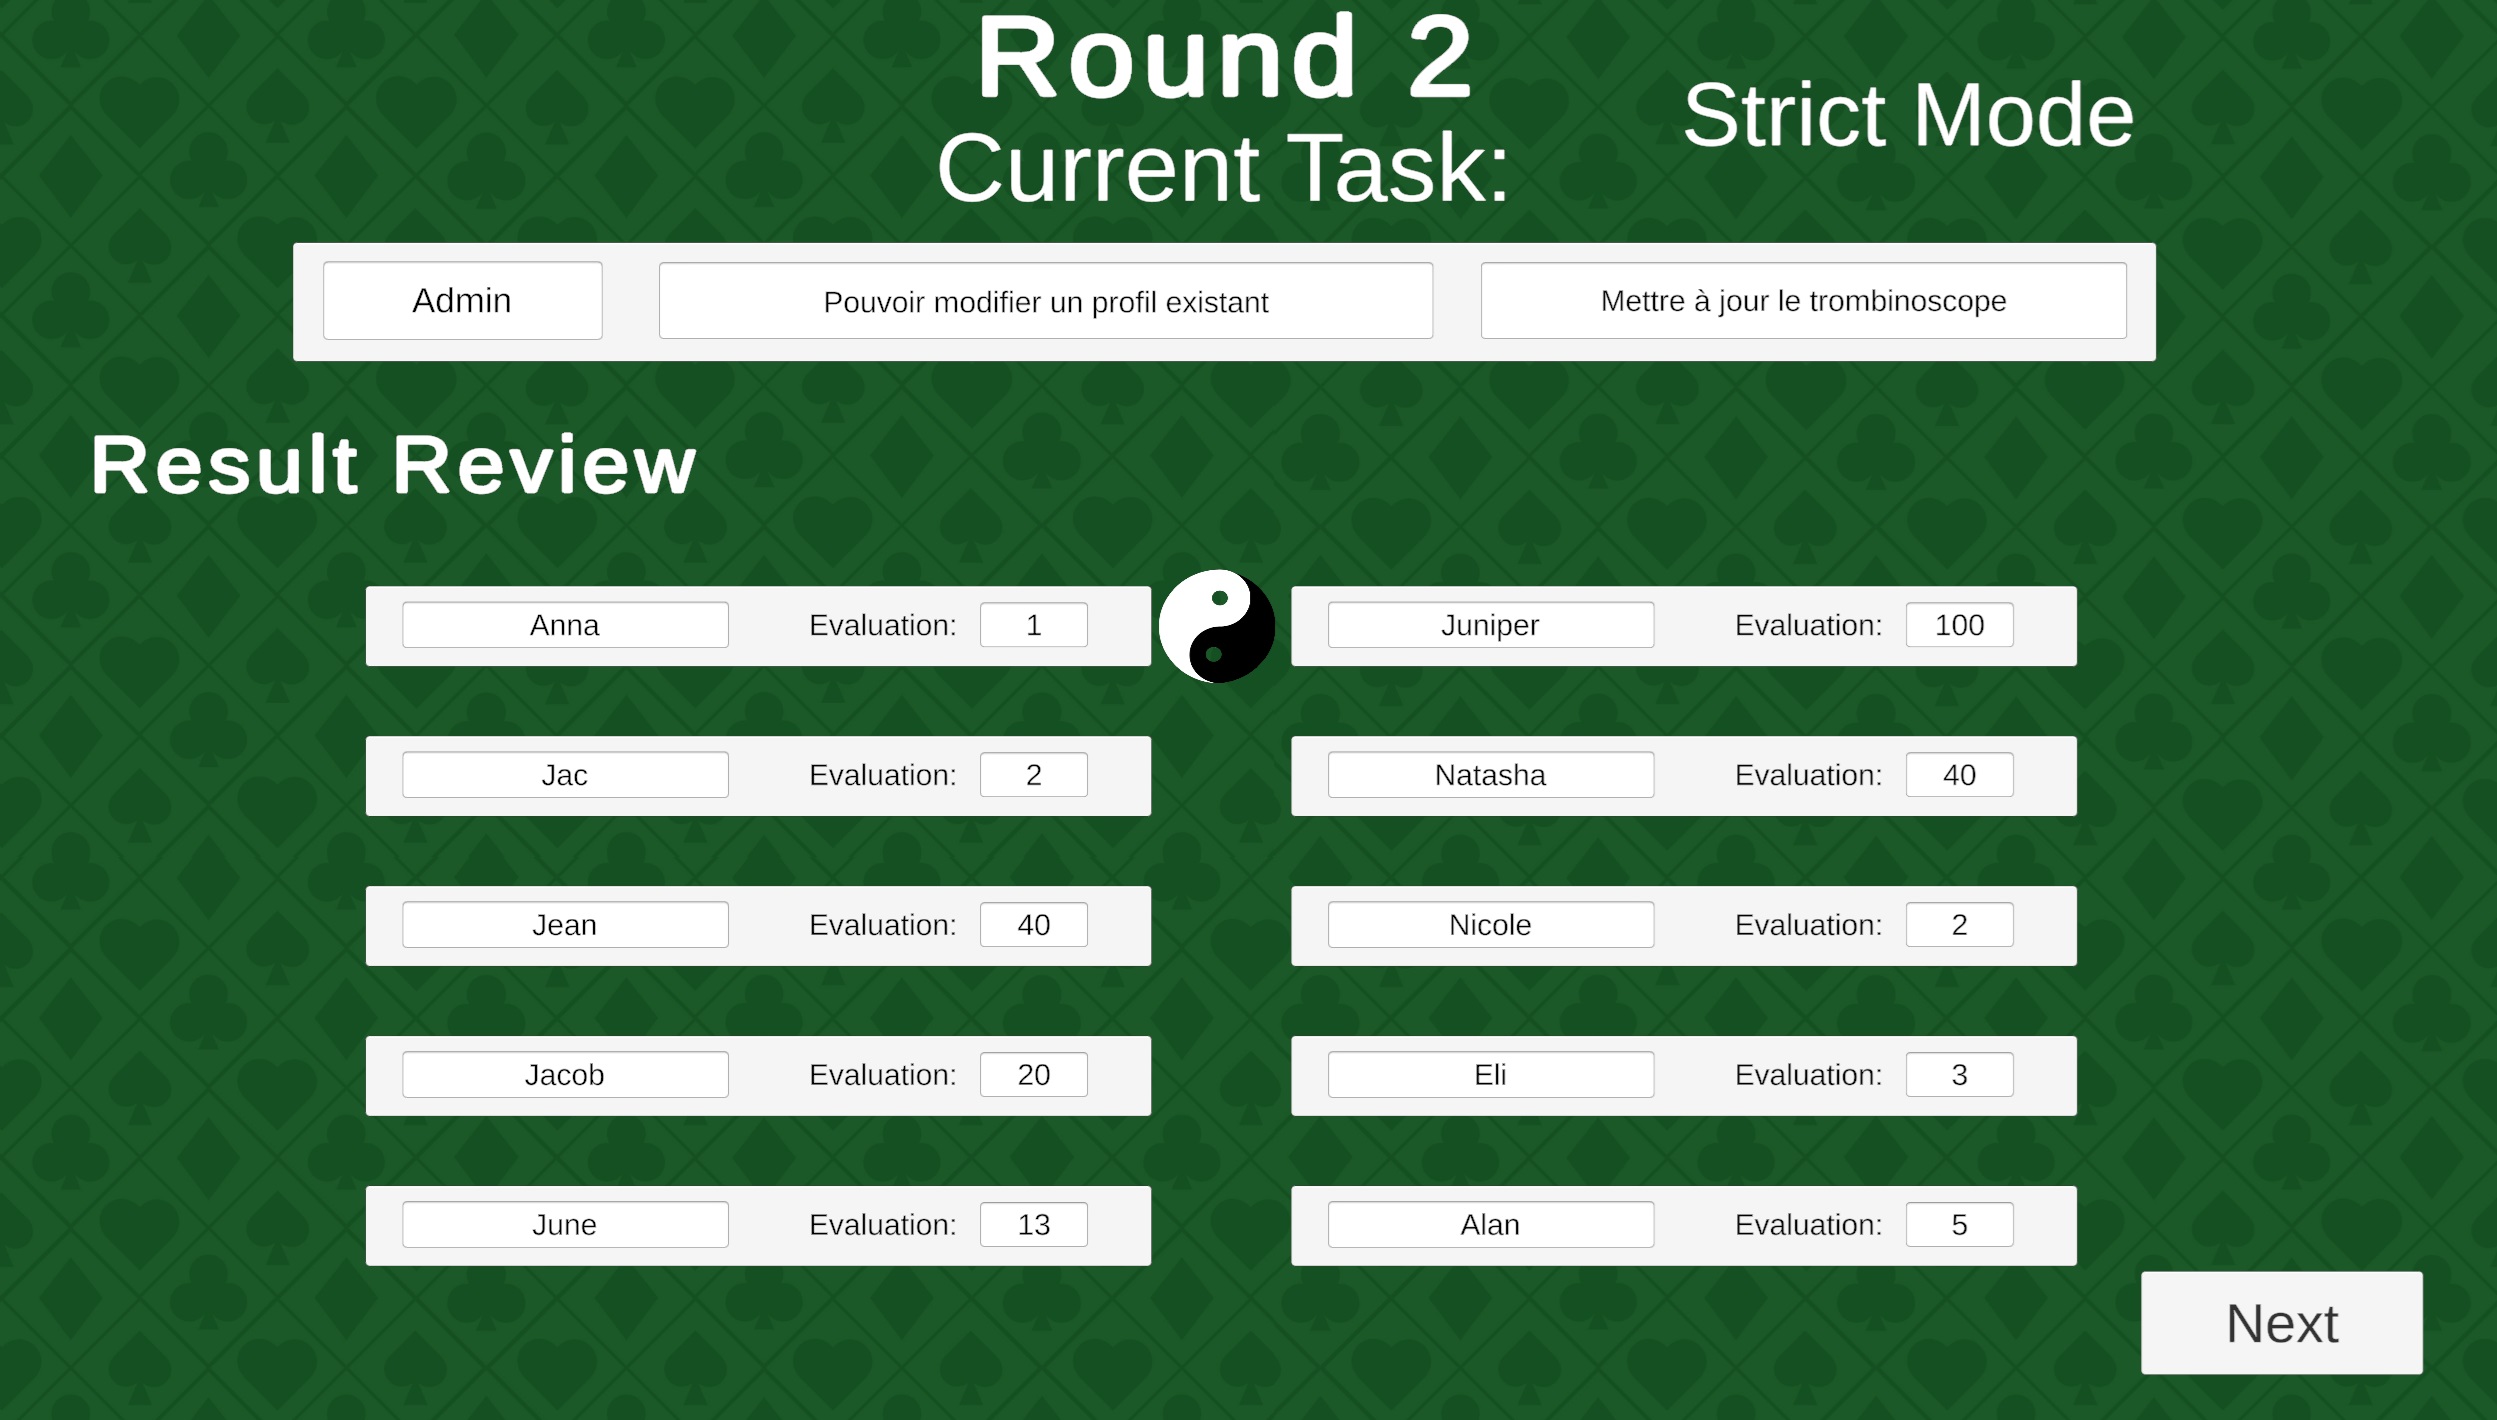 Round 2
Strict Mode
Current Task:
Admin
Pouvoir modifier un profil existant
Mettre à jour le trombinoscope
Result Review
Anna Evaluation: 1
Juniper Evaluation: 100
Jac Evaluation: 2
Natasha Evaluation: 40
Jean Evaluation: 40
Nicole Evaluation: 2
Jacob Evaluation: 20
Eli Evaluation: 3
June Evaluation: 13
Alan Evaluation: 5
Next